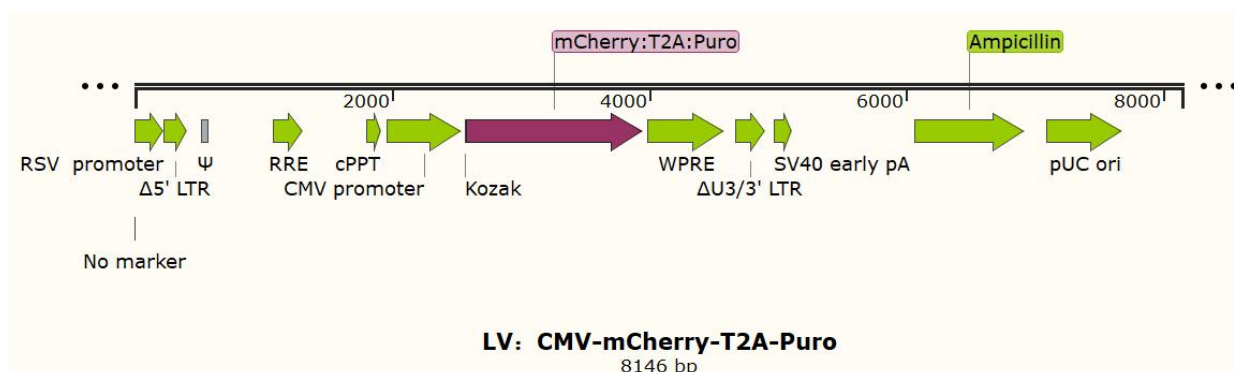 mCherry:T2A:Puro
Ampicillin
2000
4000
6000
8000
RSV promoter
Ψ
RRE
cPPT
WPRE
SV40 early pA
pUC ori
Δ5' LTR
CMV promoter
Kozak
ΔU3/3' LTR
No marker
LV: CMV-mCherry-T2A-Puro
8146 bp